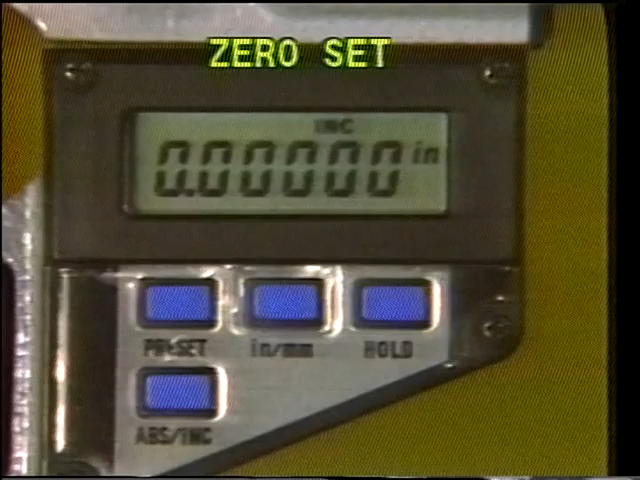 ZERO SET
INC
0.00000 in
PRESET
in/mm
HOLD
ABS/INC